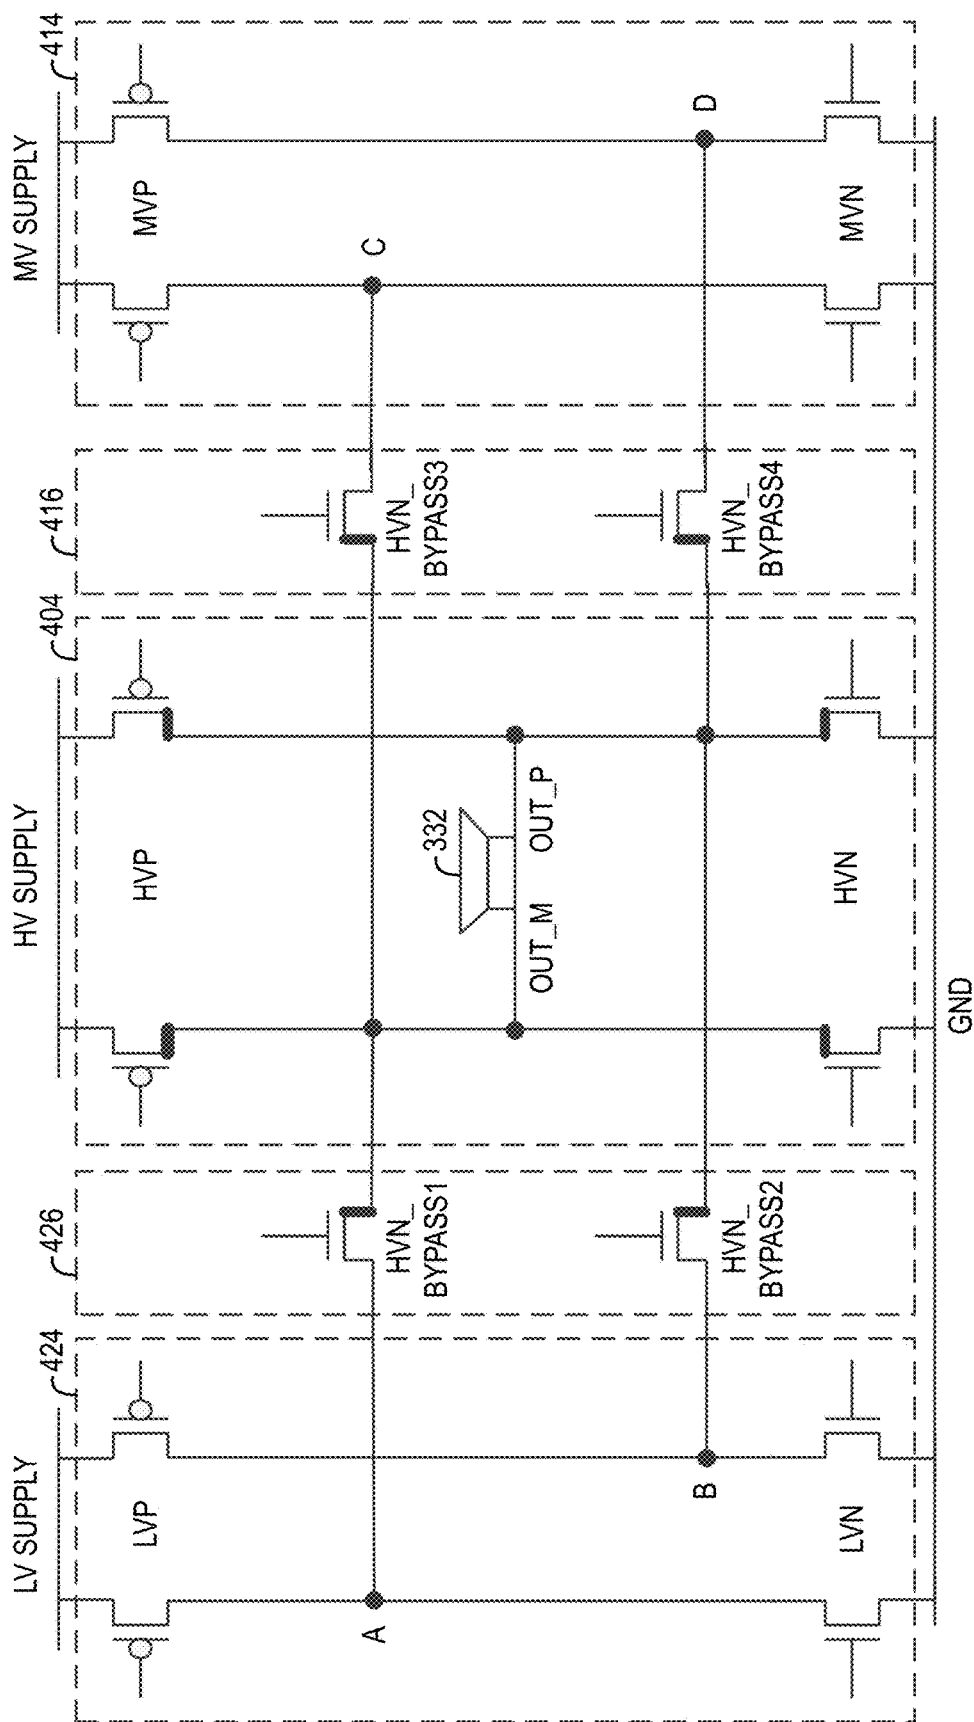 LV SUPPLY
HV SUPPLY
MV SUPPLY
424
426
404
416
414
LVP
HVP
MVP
A
HVN_
BYPASS1
HVN_
BYPASS3
C
332
OUT_M
OUT_P
B
HVN_
BYPASS2
HVN_
BYPASS4
D
LVN
HVN
MVN
GND